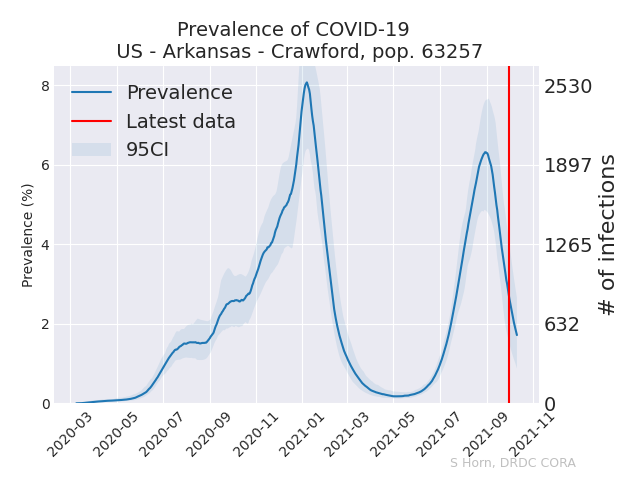 Prevalence of COVID-19
US - Arkansas - Crawford, pop. 63257
Prevalence
Latest data
95CI
Prevalence (%)
8
6
4
2
0
2530
1897
1265
632
0
# of infections
2020-03
2020-05
2020-07
2020-09
2020-11
2021-01
2021-03
2021-05
2021-07
2021-09
2021-11
S Horn, DRDC CORA